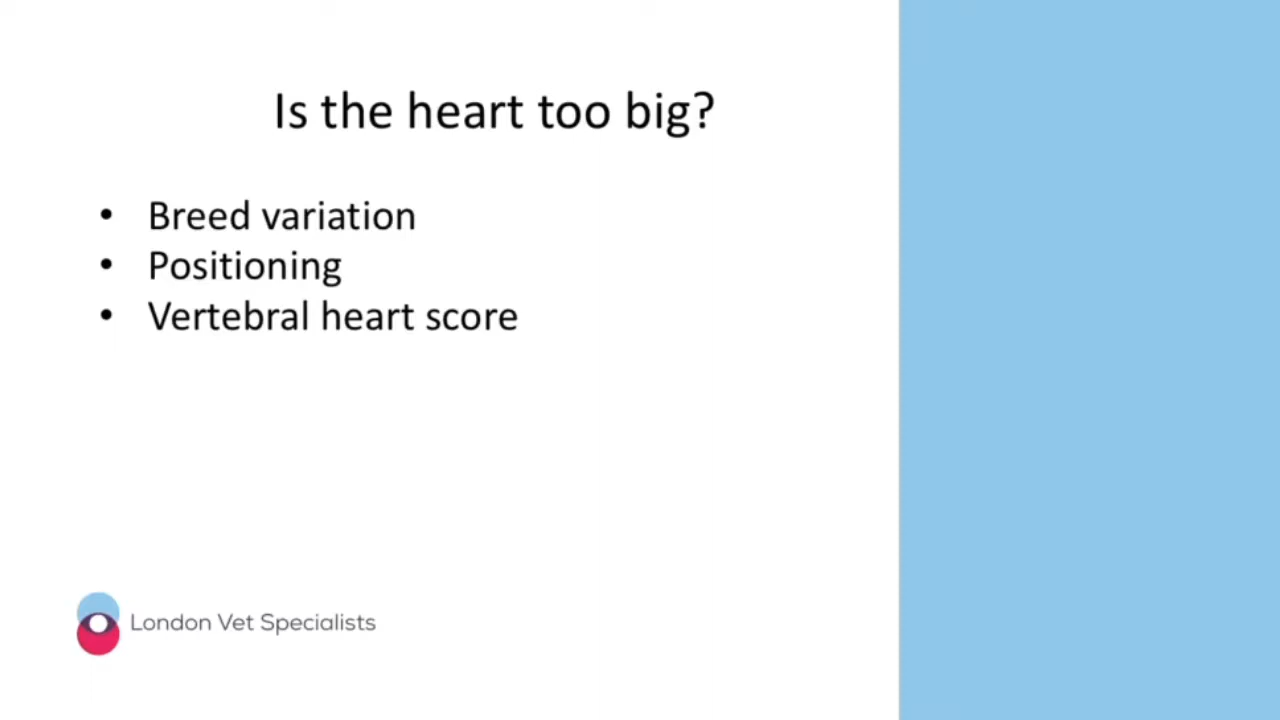 Is the heart too big?
• Breed variation
• Positioning
• Vertebral heart score
London Vet Specialists